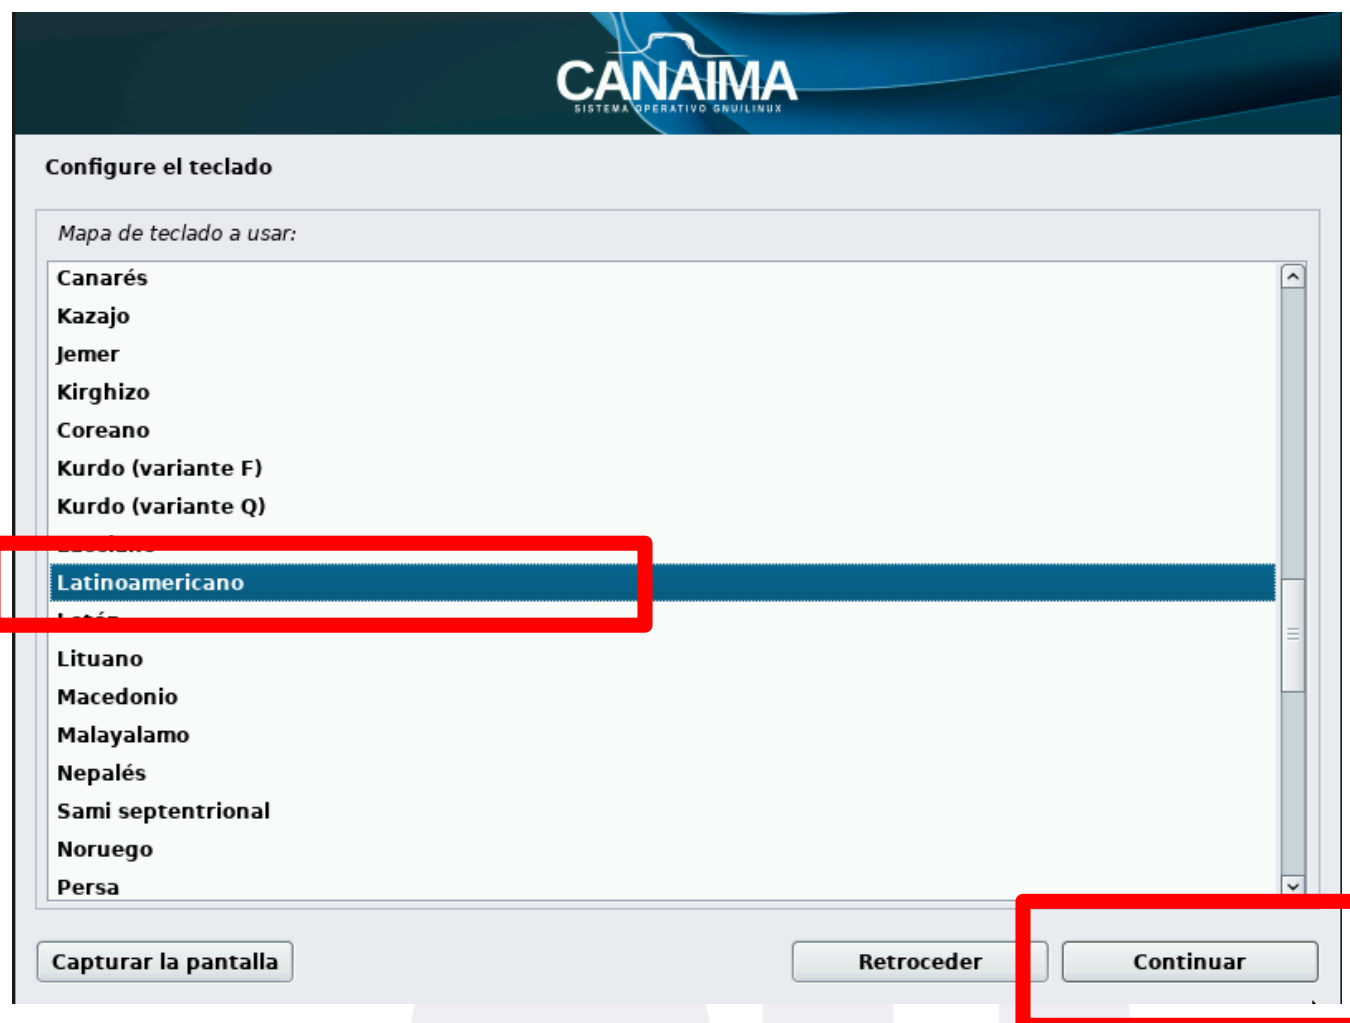 CANAIMA
SISTEMA OPERATIVO GNU/LINUX
Configure el teclado
Mapa de teclado a usar:
Canarés
Kazajo
Jemer
Kirghizo
Coreano
Kurdo (variante F)
Kurdo (variante Q)
Latinoamericano
Lituano
Macedonio
Malayalamo
Nepalés
Sami septentrional
Noruego
Persa
Capturar la pantalla
Retroceder
Continuar